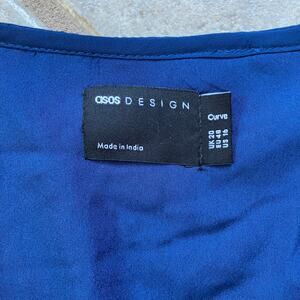 asos DESIGN
Made in India
Curve
UK 20
EU 48
US 16